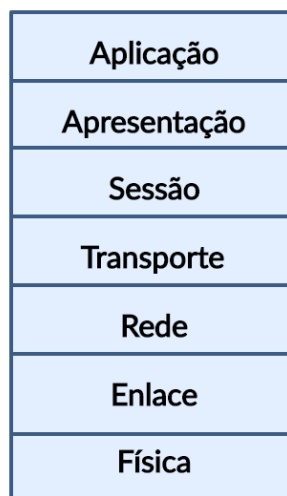 Aplicação
Apresentação
Sessão
Transporte
Rede
Enlace
Física